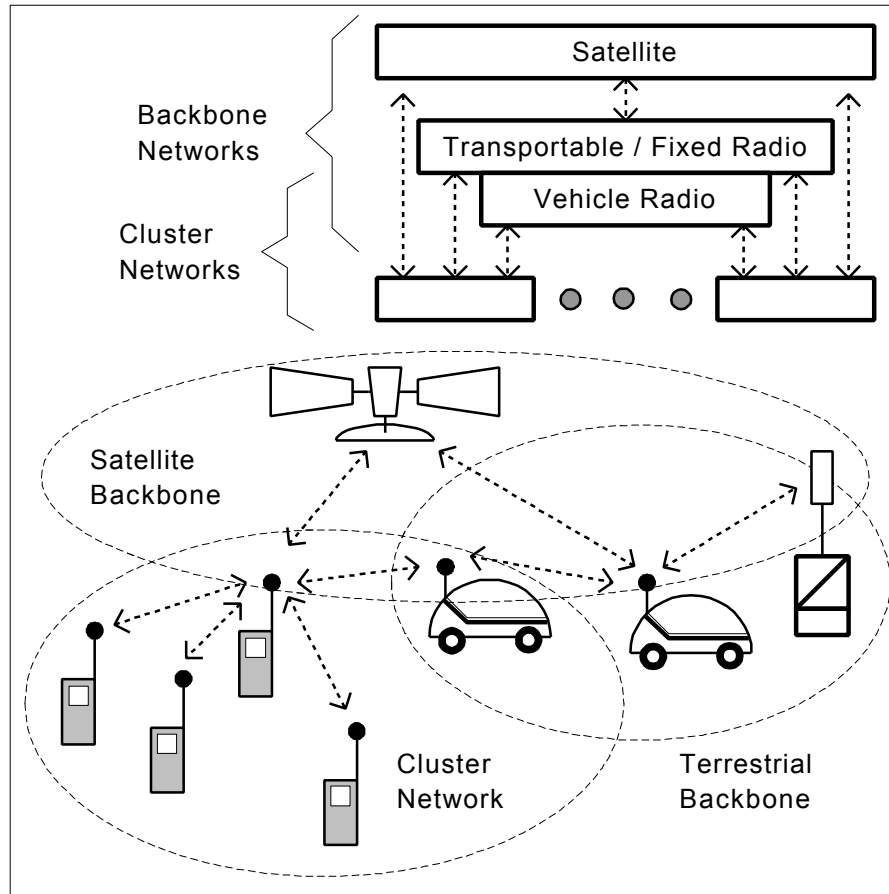 Satellite
Backbone
Networks
Transportable / Fixed Radio
Vehicle Radio
Cluster
Networks
Satellite
Backbone
Cluster
Network
Terrestrial
Backbone